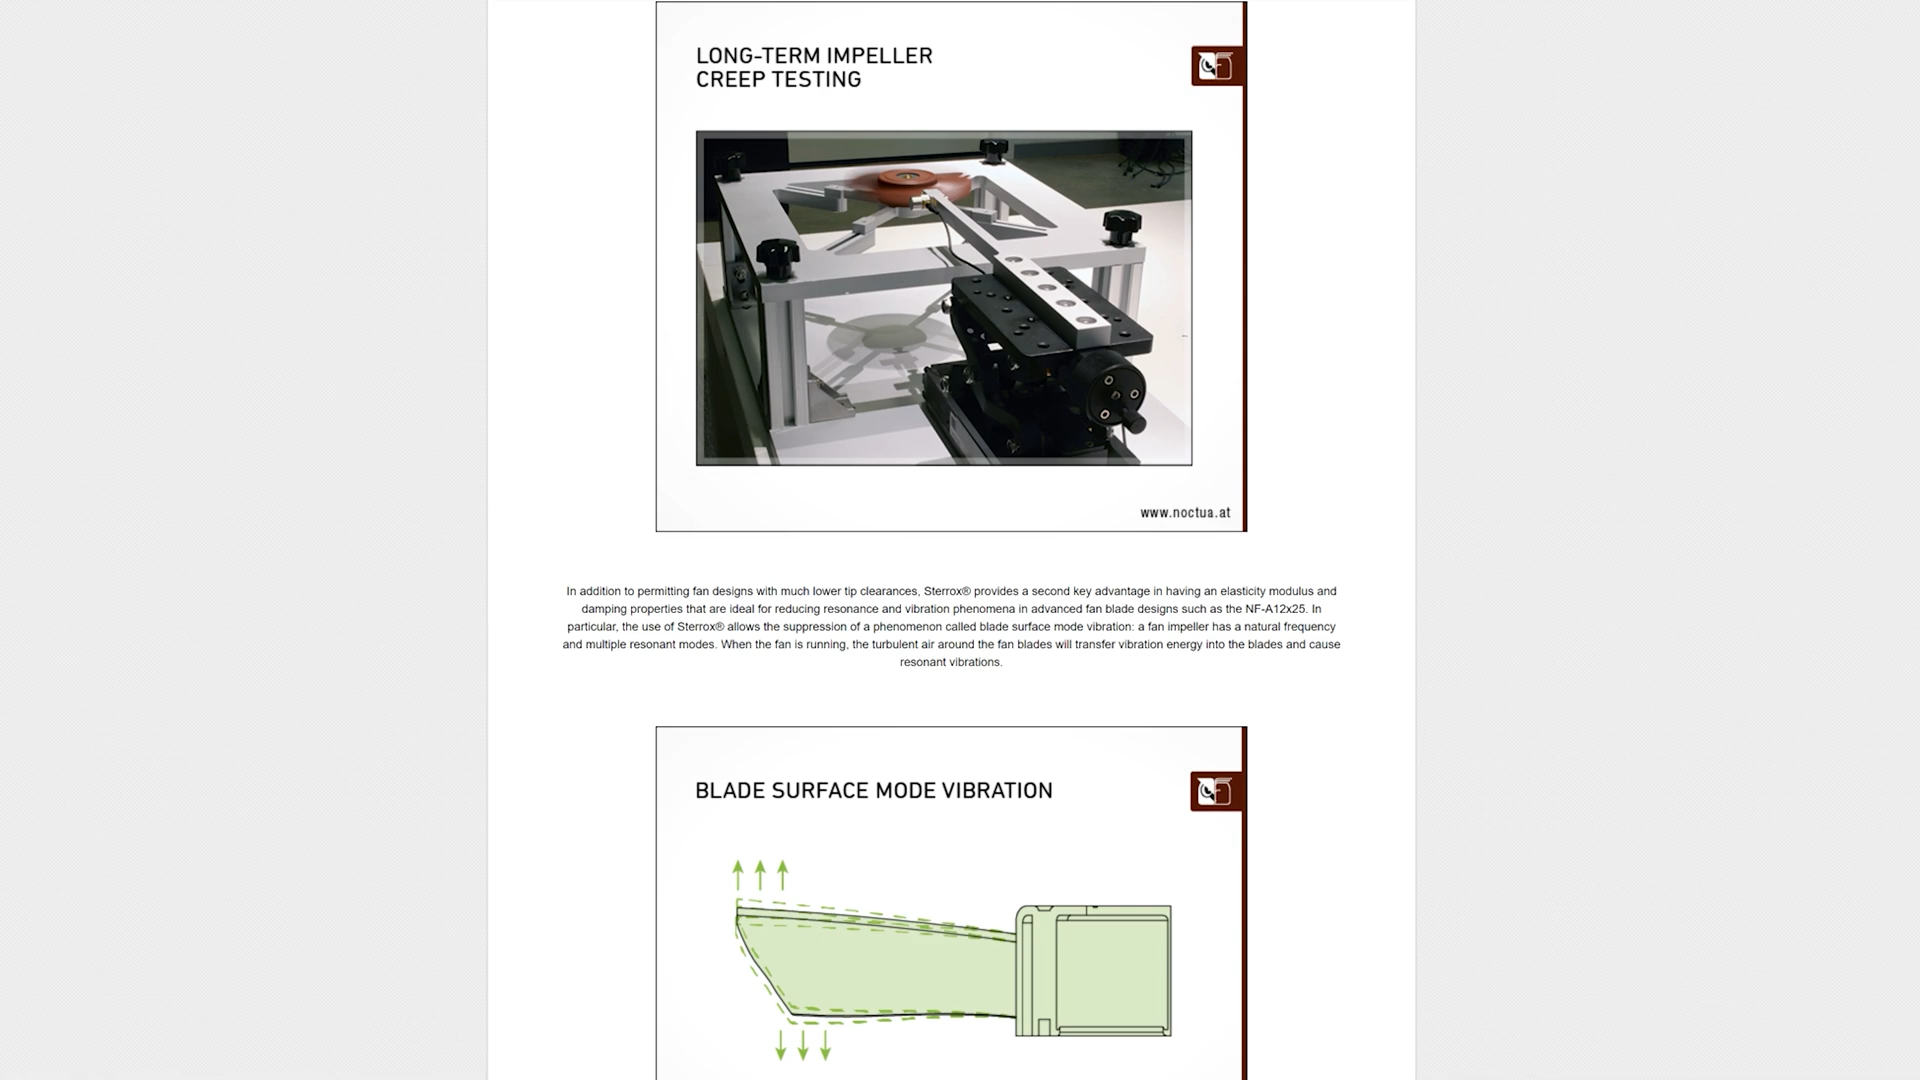 LONG-TERM IMPELLER
CREEP TESTING
www.noctua.at
In addition to permitting fan designs with much lower tip clearances, Sterrox® provides a second key advantage in having an elasticity modulus and
damping properties that are ideal for reducing resonance and vibration phenomena in advanced fan blade designs such as the NF-A12x25. In
particular, the use of Sterrox® allows the suppression of a phenomenon called blade surface mode vibration: a fan impeller has a natural frequency
and multiple resonant modes. When the fan is running, the turbulent air around the fan blades will transfer vibration energy into the blades and cause
resonant vibrations.
BLADE SURFACE MODE VIBRATION